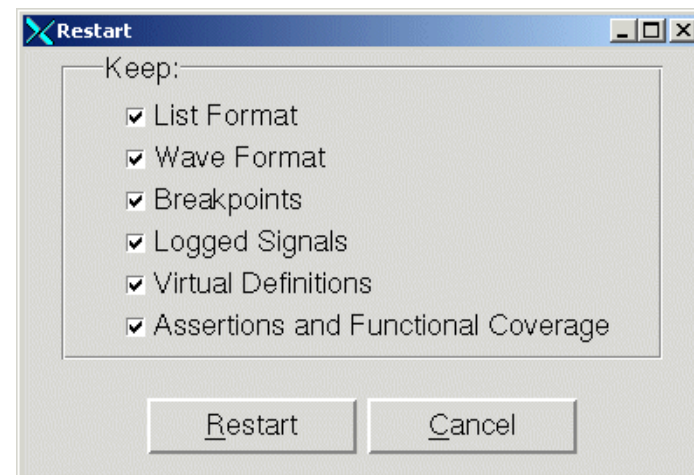 Restart
Keep:
List Format
Wave Format
Breakpoints
Logged Signals
Virtual Definitions
Assertions and Functional Coverage
Restart Cancel